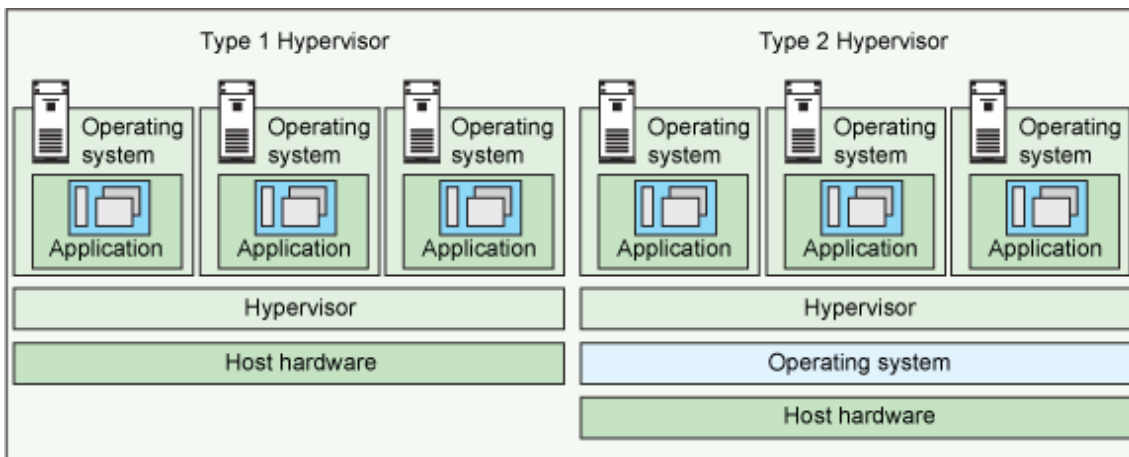 Type 1 Hypervisor
Operating
system
Application
Operating
system
Application
Operating
system
Application
Hypervisor
Host hardware
Type 2 Hypervisor
Operating
system
Application
Operating
system
Application
Operating
system
Application
Hypervisor
Operating system
Host hardware